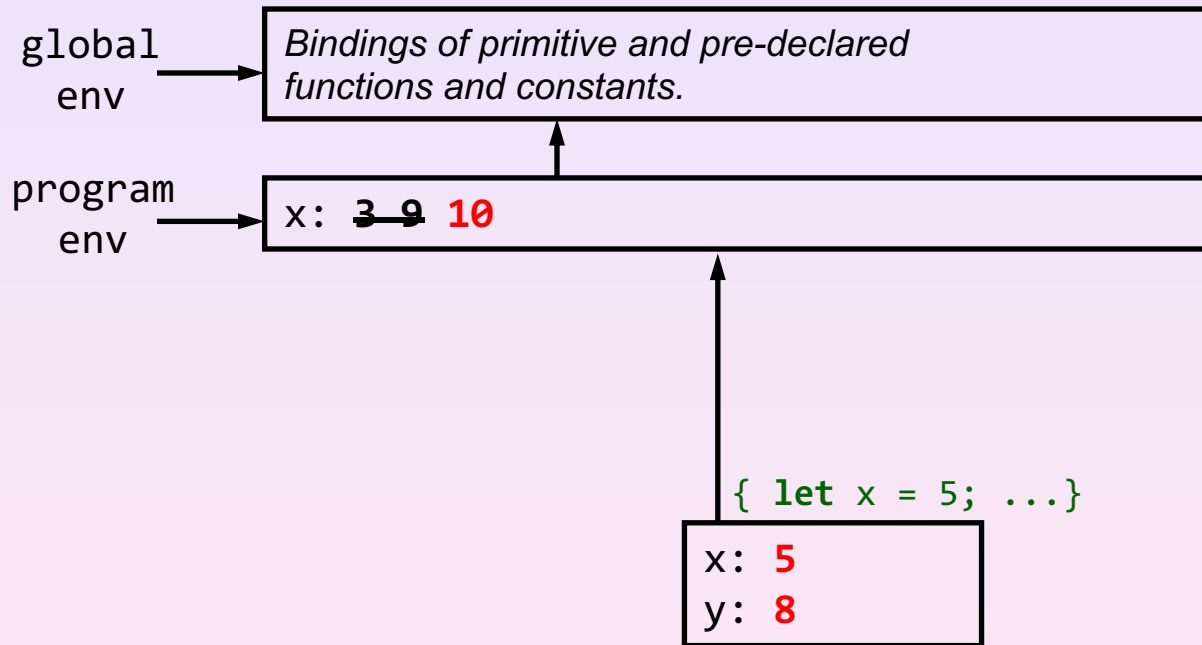 global
env
Bindings of primitive and pre-declared
functions and constants.
program
env
x: 3 9 10
{ let x = 5; ...}
x: 5
y: 8